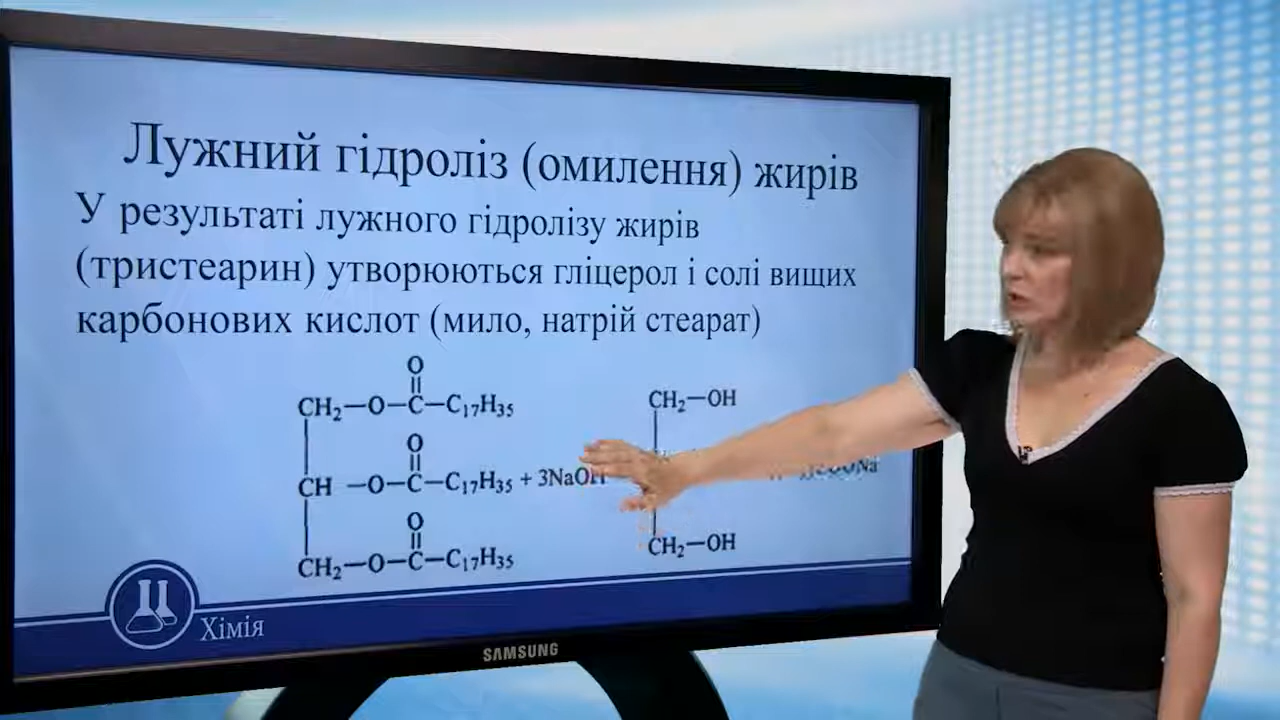 Лужний гідроліз (омилення) жирів
У результаті лужного гідролізу жирів
(тристеарин) утворюються гліцерол і солі вищих
карбонових кислот (мило, натрій стеарат)
O
CH₂—O—C—C₁₇H₃₅
CH₂—OH
O
CH —O—C—C₁₇H₃₅ + 3NaOH
COONa
O
CH₂—O—C—C₁₇H₃₅
CH₂—OH
Хімія
SAMSUNG